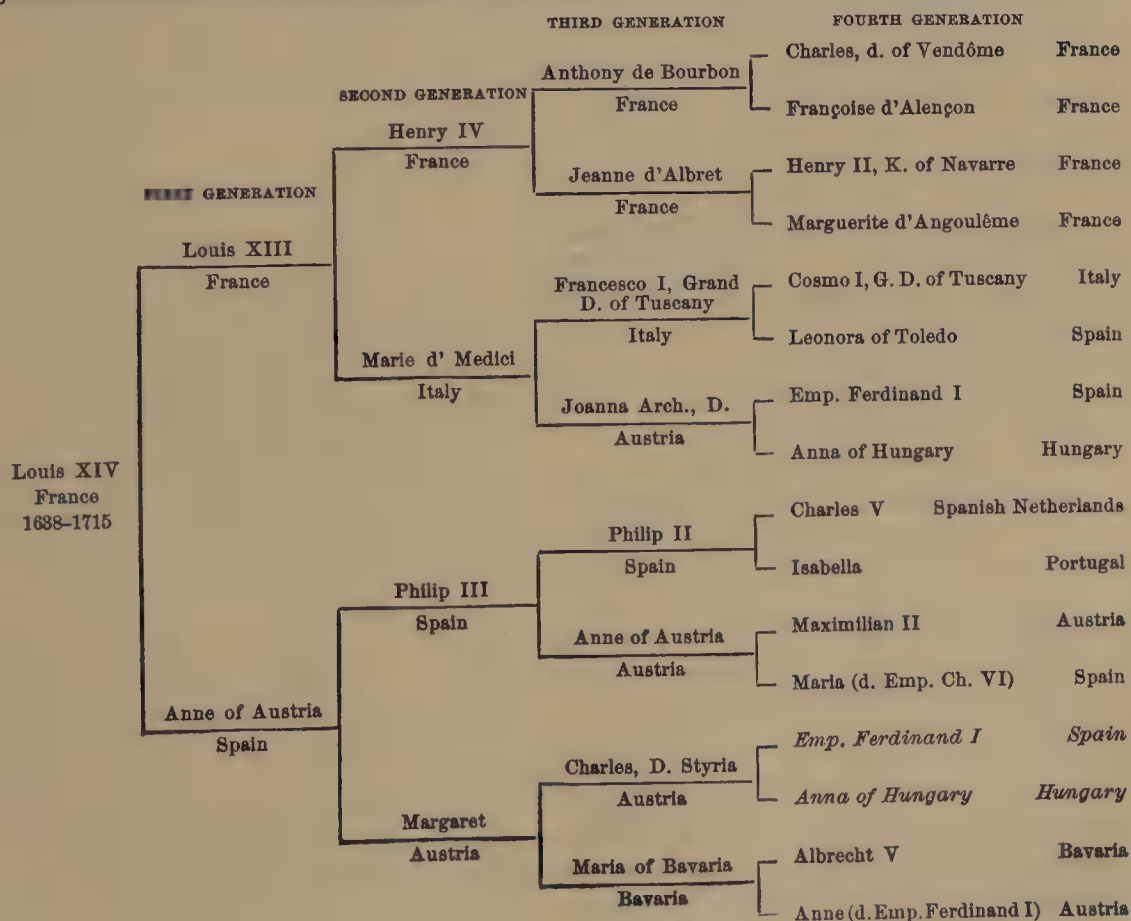 THIRD GENERATION
FOURTH GENERATION
Charles, d. of Vendôme France
Anthony de Bourbon
France
SECOND GENERATION
Françoise d'Alençon France
Henry IV
France
Henry II, K. of Navarre France
Jeanne d'Albret
France
GENERATION
Marguerite d'Angoulême France
Louis XIII
France
Francesco I, Grand
D. of Tuscany
Italy
Cosmo I, G. D. of Tuscany Italy
Leonora of Toledo Spain
Marie d' Medici
Italy
Emp. Ferdinand I Spain
Joanna Arch., D.
Austria
Anna of Hungary Hungary
Louis XIV
France
1638–1715
Charles V Spanish Netherlands
Philip II
Spain
Isabella Portugal
Philip III
Spain
Maximilian II Austria
Anne of Austria
Austria
Maria (d. Emp. Ch. VI) Spain
Anne of Austria
Spain
Emp. Ferdinand I Spain
Charles, D. Styria
Austria
Anna of Hungary Hungary
Margaret
Austria
Albrecht V Bavaria
Maria of Bavaria
Bavaria
Anne (d. Emp. Ferdinand I) Austria